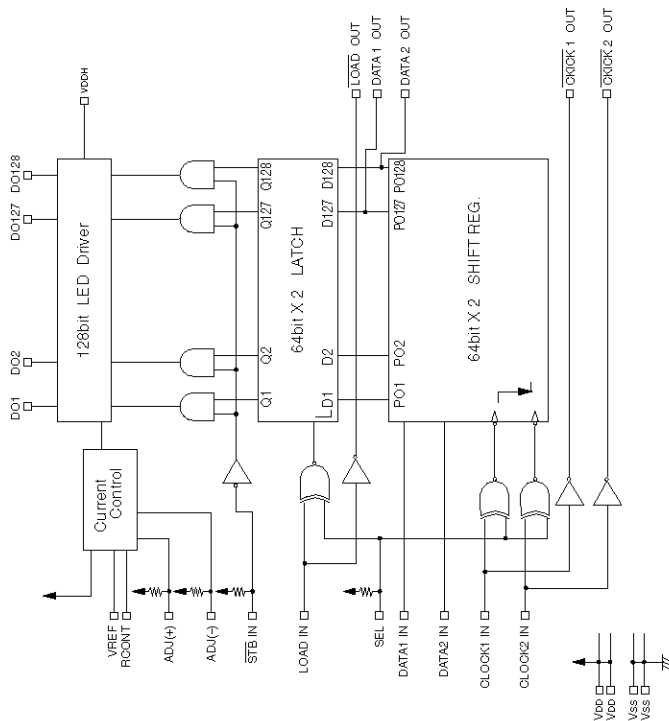 VDDH
DO128
DO127
DO2
DO1
128bit LED Driver
Current Control
VREF
RCONT
ADJ(+)
ADJ(-)
STB IN
Q128
Q127
Q2
Q1
64bit X 2 LATCH
D128
D127
D2
D1
L
LOAD OUT
DATA 1 OUT
DATA 2 OUT
PO128
PO127
PO2
PO1
64bit X 2 SHIFT REG.
CKICK 1 OUT
CKICK 2 OUT
LOAD IN
SEL
DATA1 IN
DATA2 IN
CLOCK1 IN
CLOCK2 IN
VDD
VDD
Vss
Vss